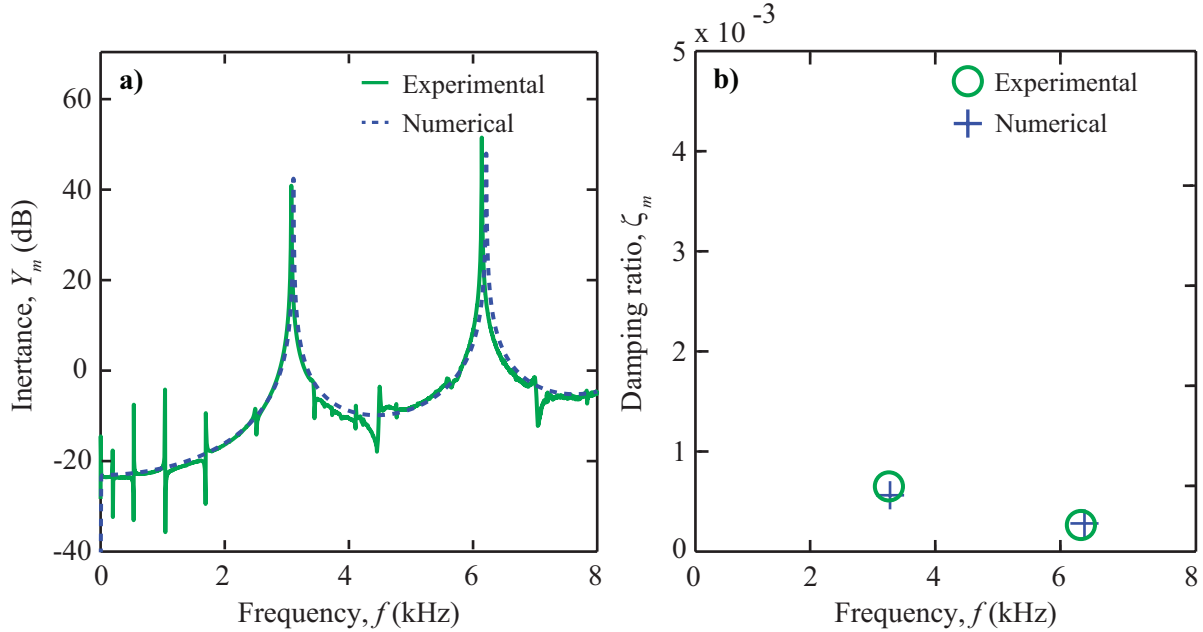 a)
Experimental
Numerical
60
40
20
0
-20
-40
0
2
4
6
8
Inertance, Y_m (dB)
Frequency, f (kHz)
x 10^-3
b)
Experimental
Numerical
5
4
3
2
1
0
0
2
4
6
8
Damping ratio, ζ_m
Frequency, f (kHz)